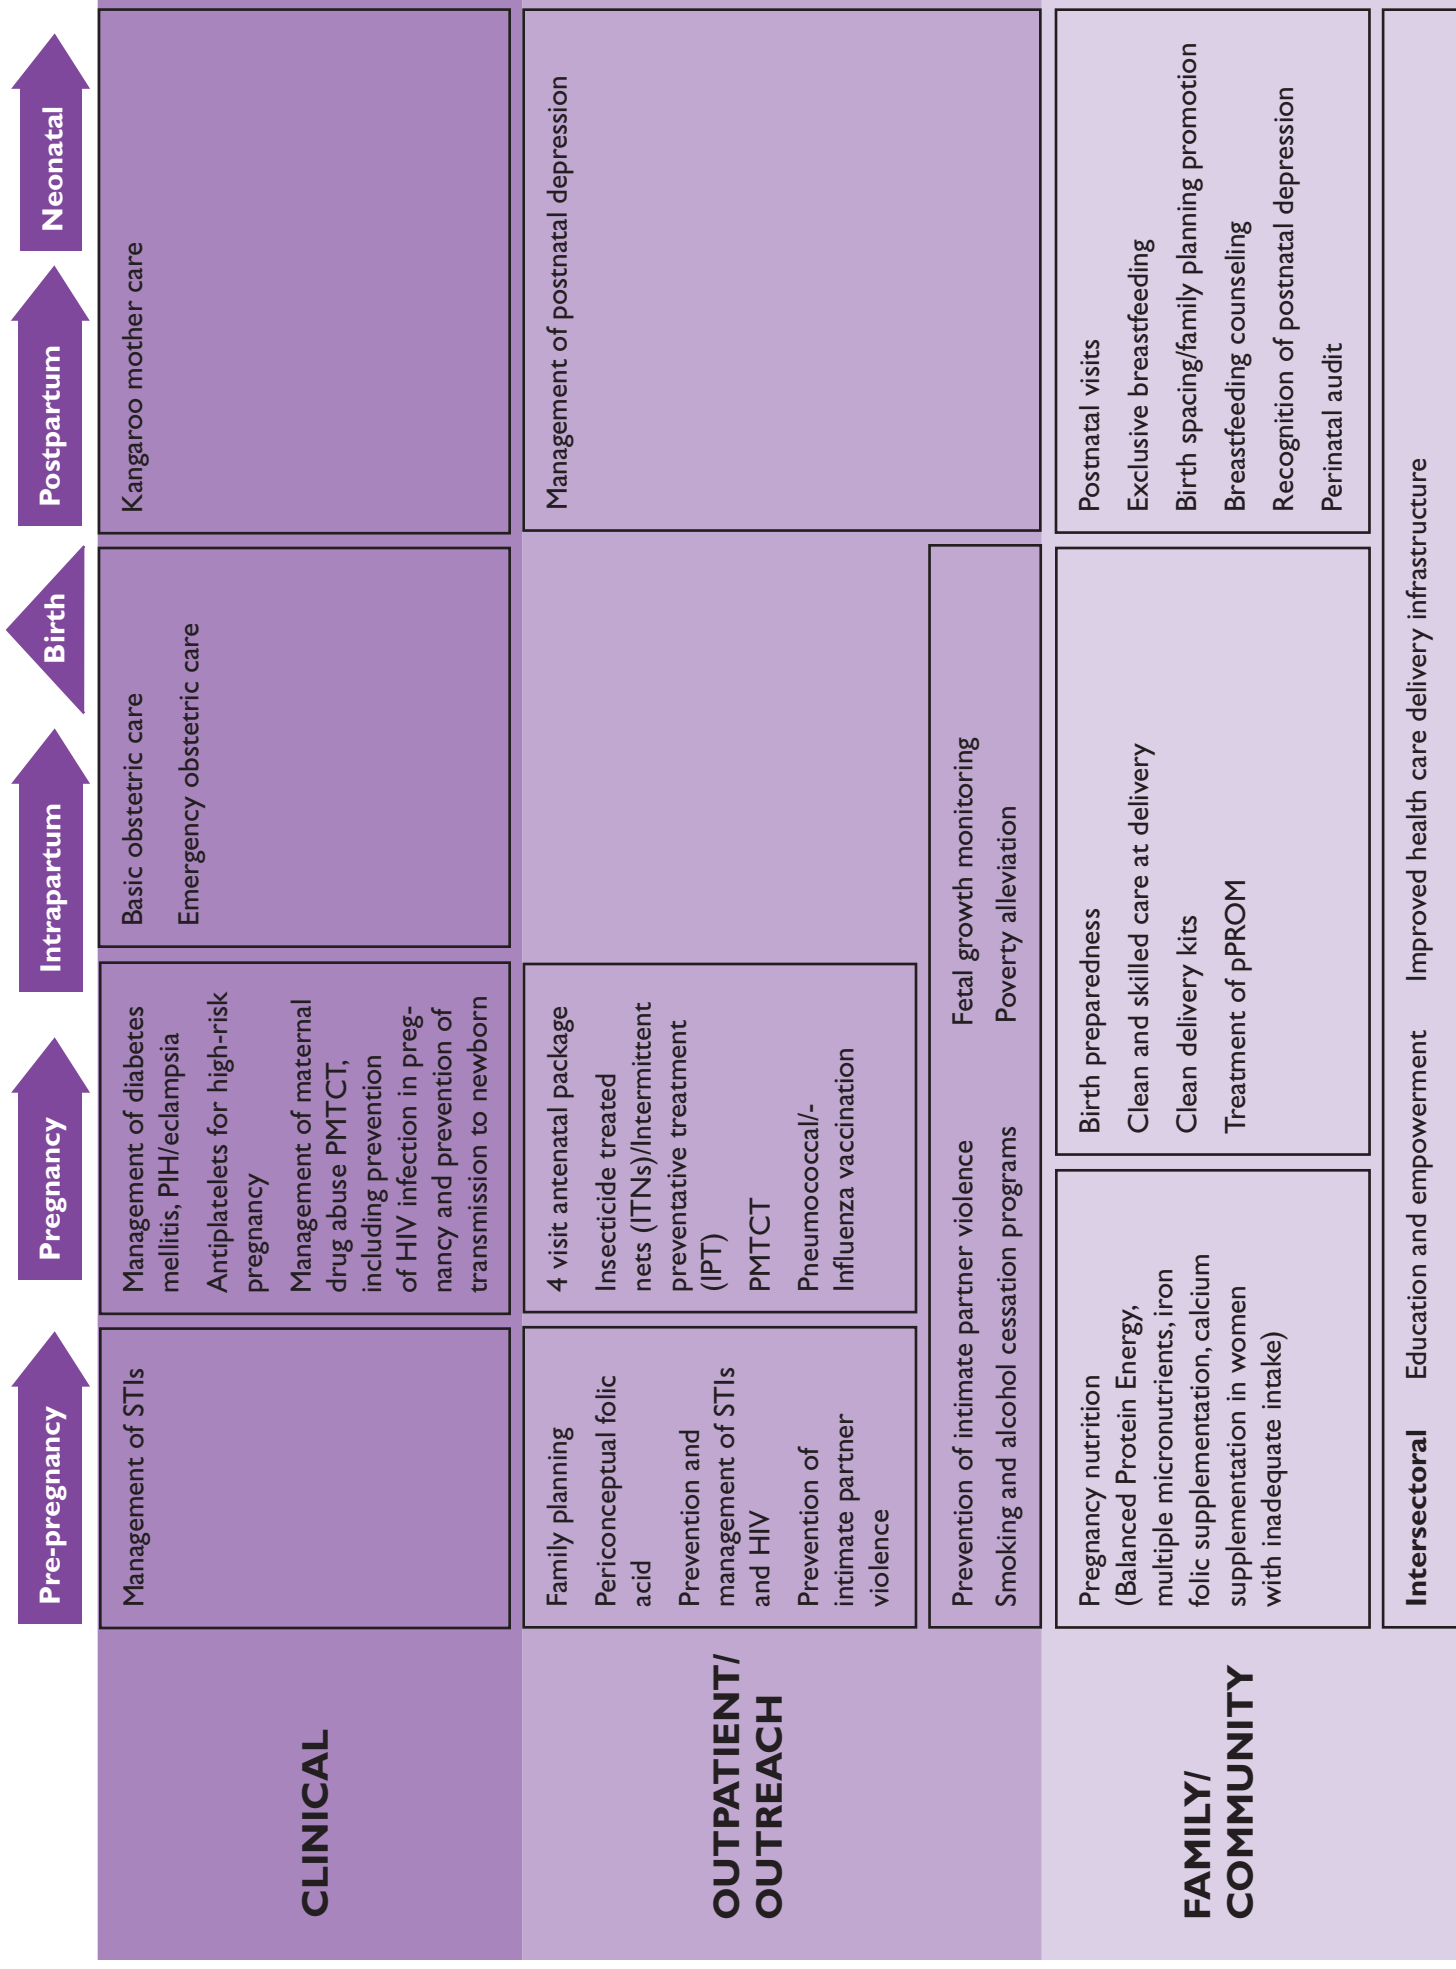 Pre-pregnancy
Pregnancy
Intrapartum
Birth
Postpartum
Neonatal
CLINICAL
Management of STIs
Management of diabetes
mellitis, PIH/eclampsia
Antiplatelets for high-risk
pregnancy
Management of maternal
drug abuse PMTCT,
including prevention
of HIV infection in preg-
nancy and prevention of
transmission to newborn
Basic obstetric care
Emergency obstetric care
Kangaroo mother care
OUTPATIENT/
OUTREACH
Family planning
Periconceptual folic
acid
Prevention and
management of STIs
and HIV
Prevention of
intimate partner
violence
4 visit antenatal package
Insecticide treated
nets (ITNs)/Intermittent
preventative treatment
(IPT)
PMTCT
Pneumococcal/-
Influenza vaccination
Management of postnatal depression
Prevention of intimate partner violence
Smoking and alcohol cessation programs
Fetal growth monitoring
Poverty alleviation
FAMILY/
COMMUNITY
Pregnancy nutrition
(Balanced Protein Energy,
multiple micronutrients, iron
folic supplementation, calcium
supplementation in women
with inadequate intake)
Birth preparedness
Clean and skilled care at delivery
Clean delivery kits
Treatment of pPROM
Postnatal visits
Exclusive breastfeeding
Birth spacing/family planning promotion
Breastfeeding counseling
Recognition of postnatal depression
Perinatal audit
Intersectoral Education and empowerment Improved health care delivery infrastructure